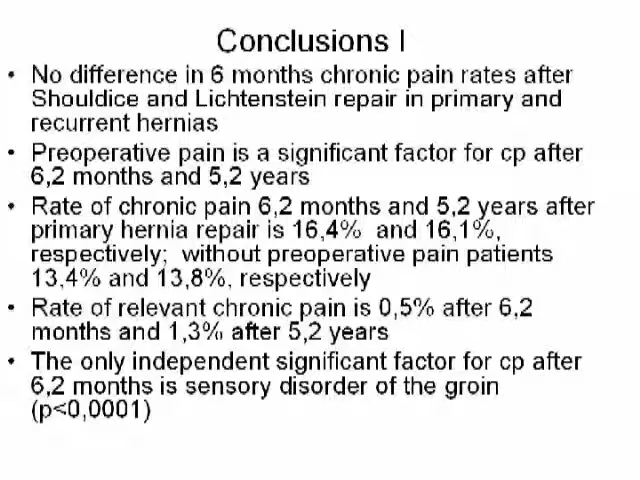 Conclusions I
• No difference in 6 months chronic pain rates after
Shouldice and Lichtenstein repair in primary and
recurrent hernias
• Preoperative pain is a significant factor for cp after
6,2 months and 5,2 years
• Rate of chronic pain 6,2 months and 5,2 years after
primary hernia repair is 16,4% and 16,1%,
respectively; without preoperative pain patients
13,4% and 13,8%, respectively
• Rate of relevant chronic pain is 0,5% after 6,2
months and 1,3% after 5,2 years
• The only independent significant factor for cp after
6,2 months is sensory disorder of the groin
(p<0,0001)